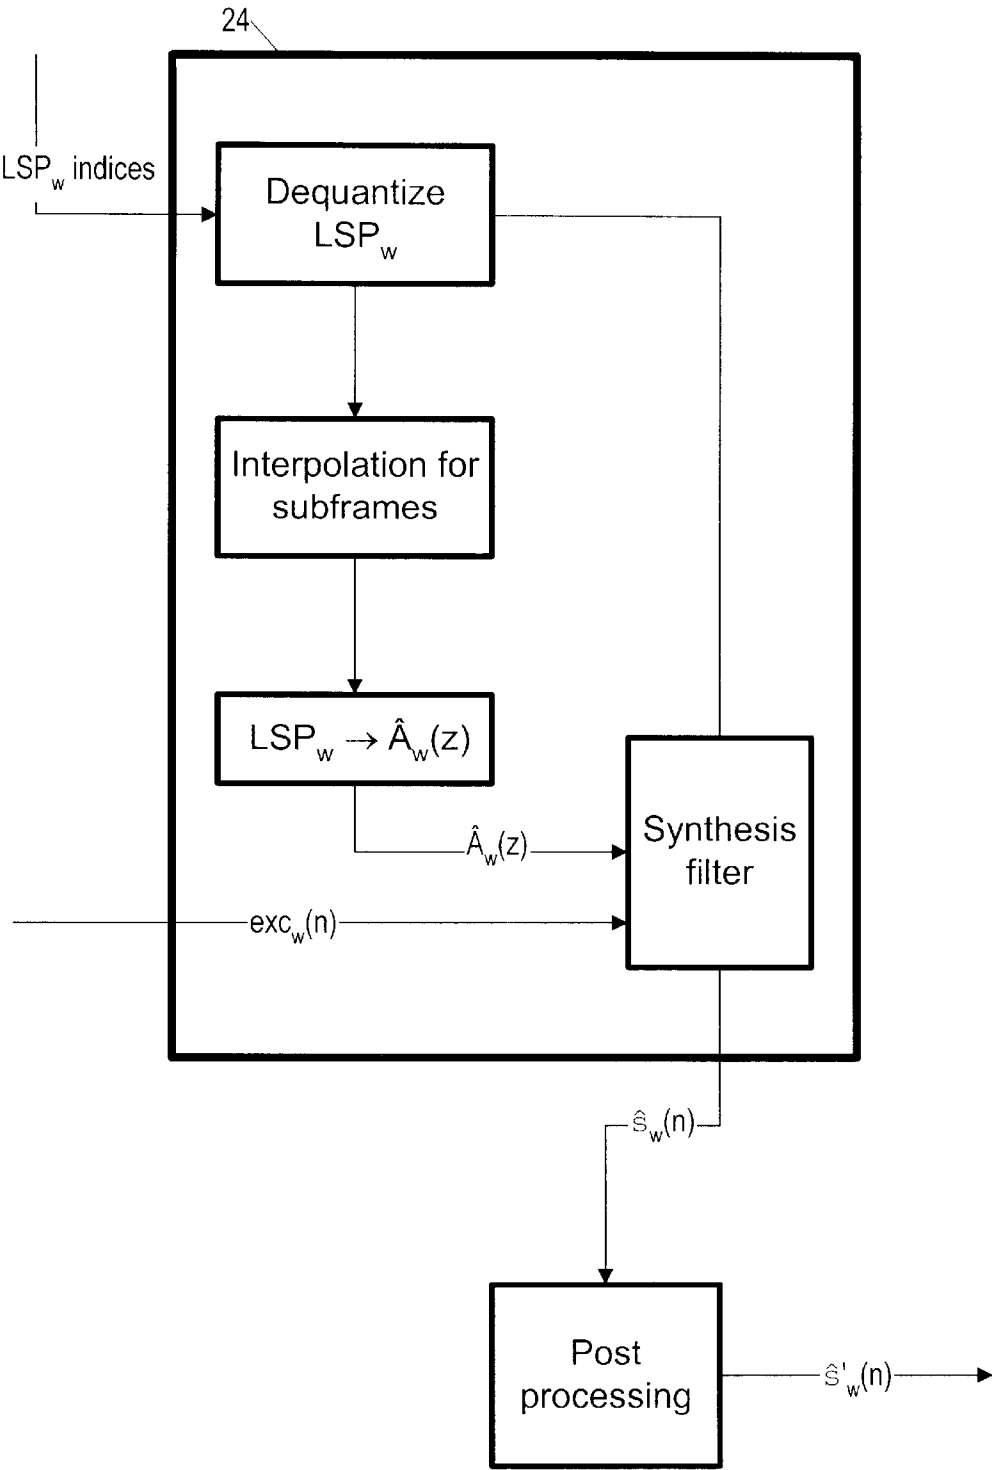 24
LSPw indices
Dequantize
LSPw
Interpolation for
subframes
LSPw → Âw(z)
Âw(z)
Synthesis
filter
excw(n)
ŝw(n)
Post
processing
ŝ'w(n)